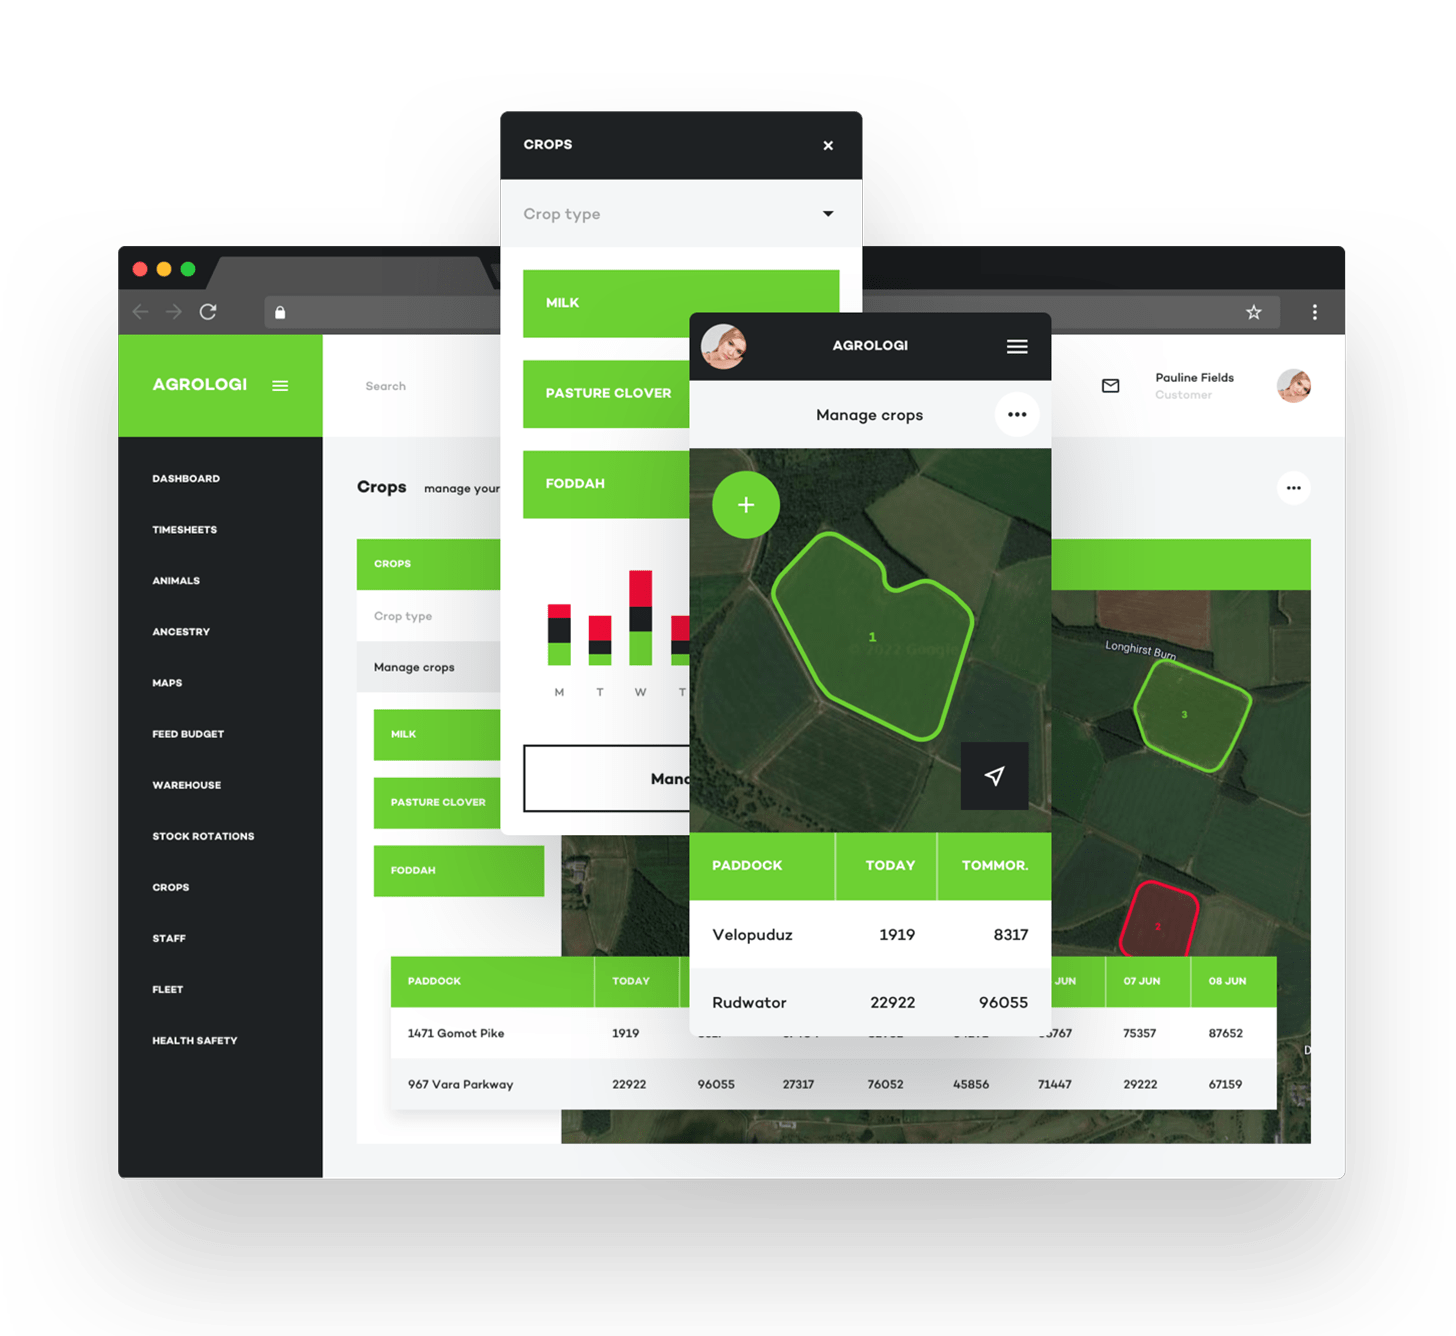 CROPS
Crop type
MILK
PASTURE CLOVER
FODDAH
M T W T
AGROLOGI
Manage crops
1
© 2022 Google
PADDOCK TODAY TOMMOR.
Velopuduz 1919 8317
Rudwator 22922 96055
AGROLOGI
Search
Pauline Fields
Customer
DASHBOARD
TIMESHEETS
ANIMALS
ANCESTRY
MAPS
FEED BUDGET
WAREHOUSE
STOCK ROTATIONS
CROPS
STAFF
FLEET
HEALTH SAFETY
Crops manage your
CROPS
Crop type
Manage crops
MILK
PASTURE CLOVER
FODDAH
Longhirst Burn
3
2
PADDOCK TODAY JUN 07 JUN 08 JUN
1471 Gomot Pike 1919 75357 87652
967 Vara Parkway 22922 96055 27317 76052 45856 71447 29222 67159